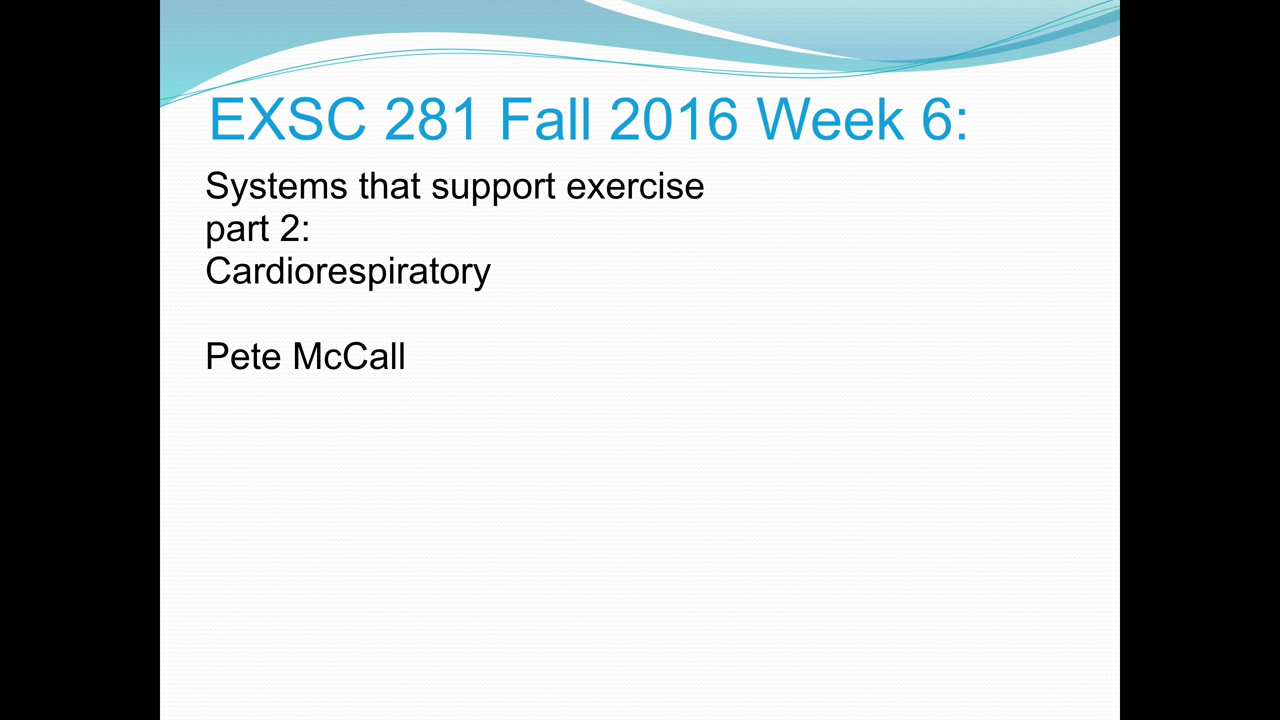 EXSC 281 Fall 2016 Week 6:
Systems that support exercise
part 2:
Cardiorespiratory
Pete McCall